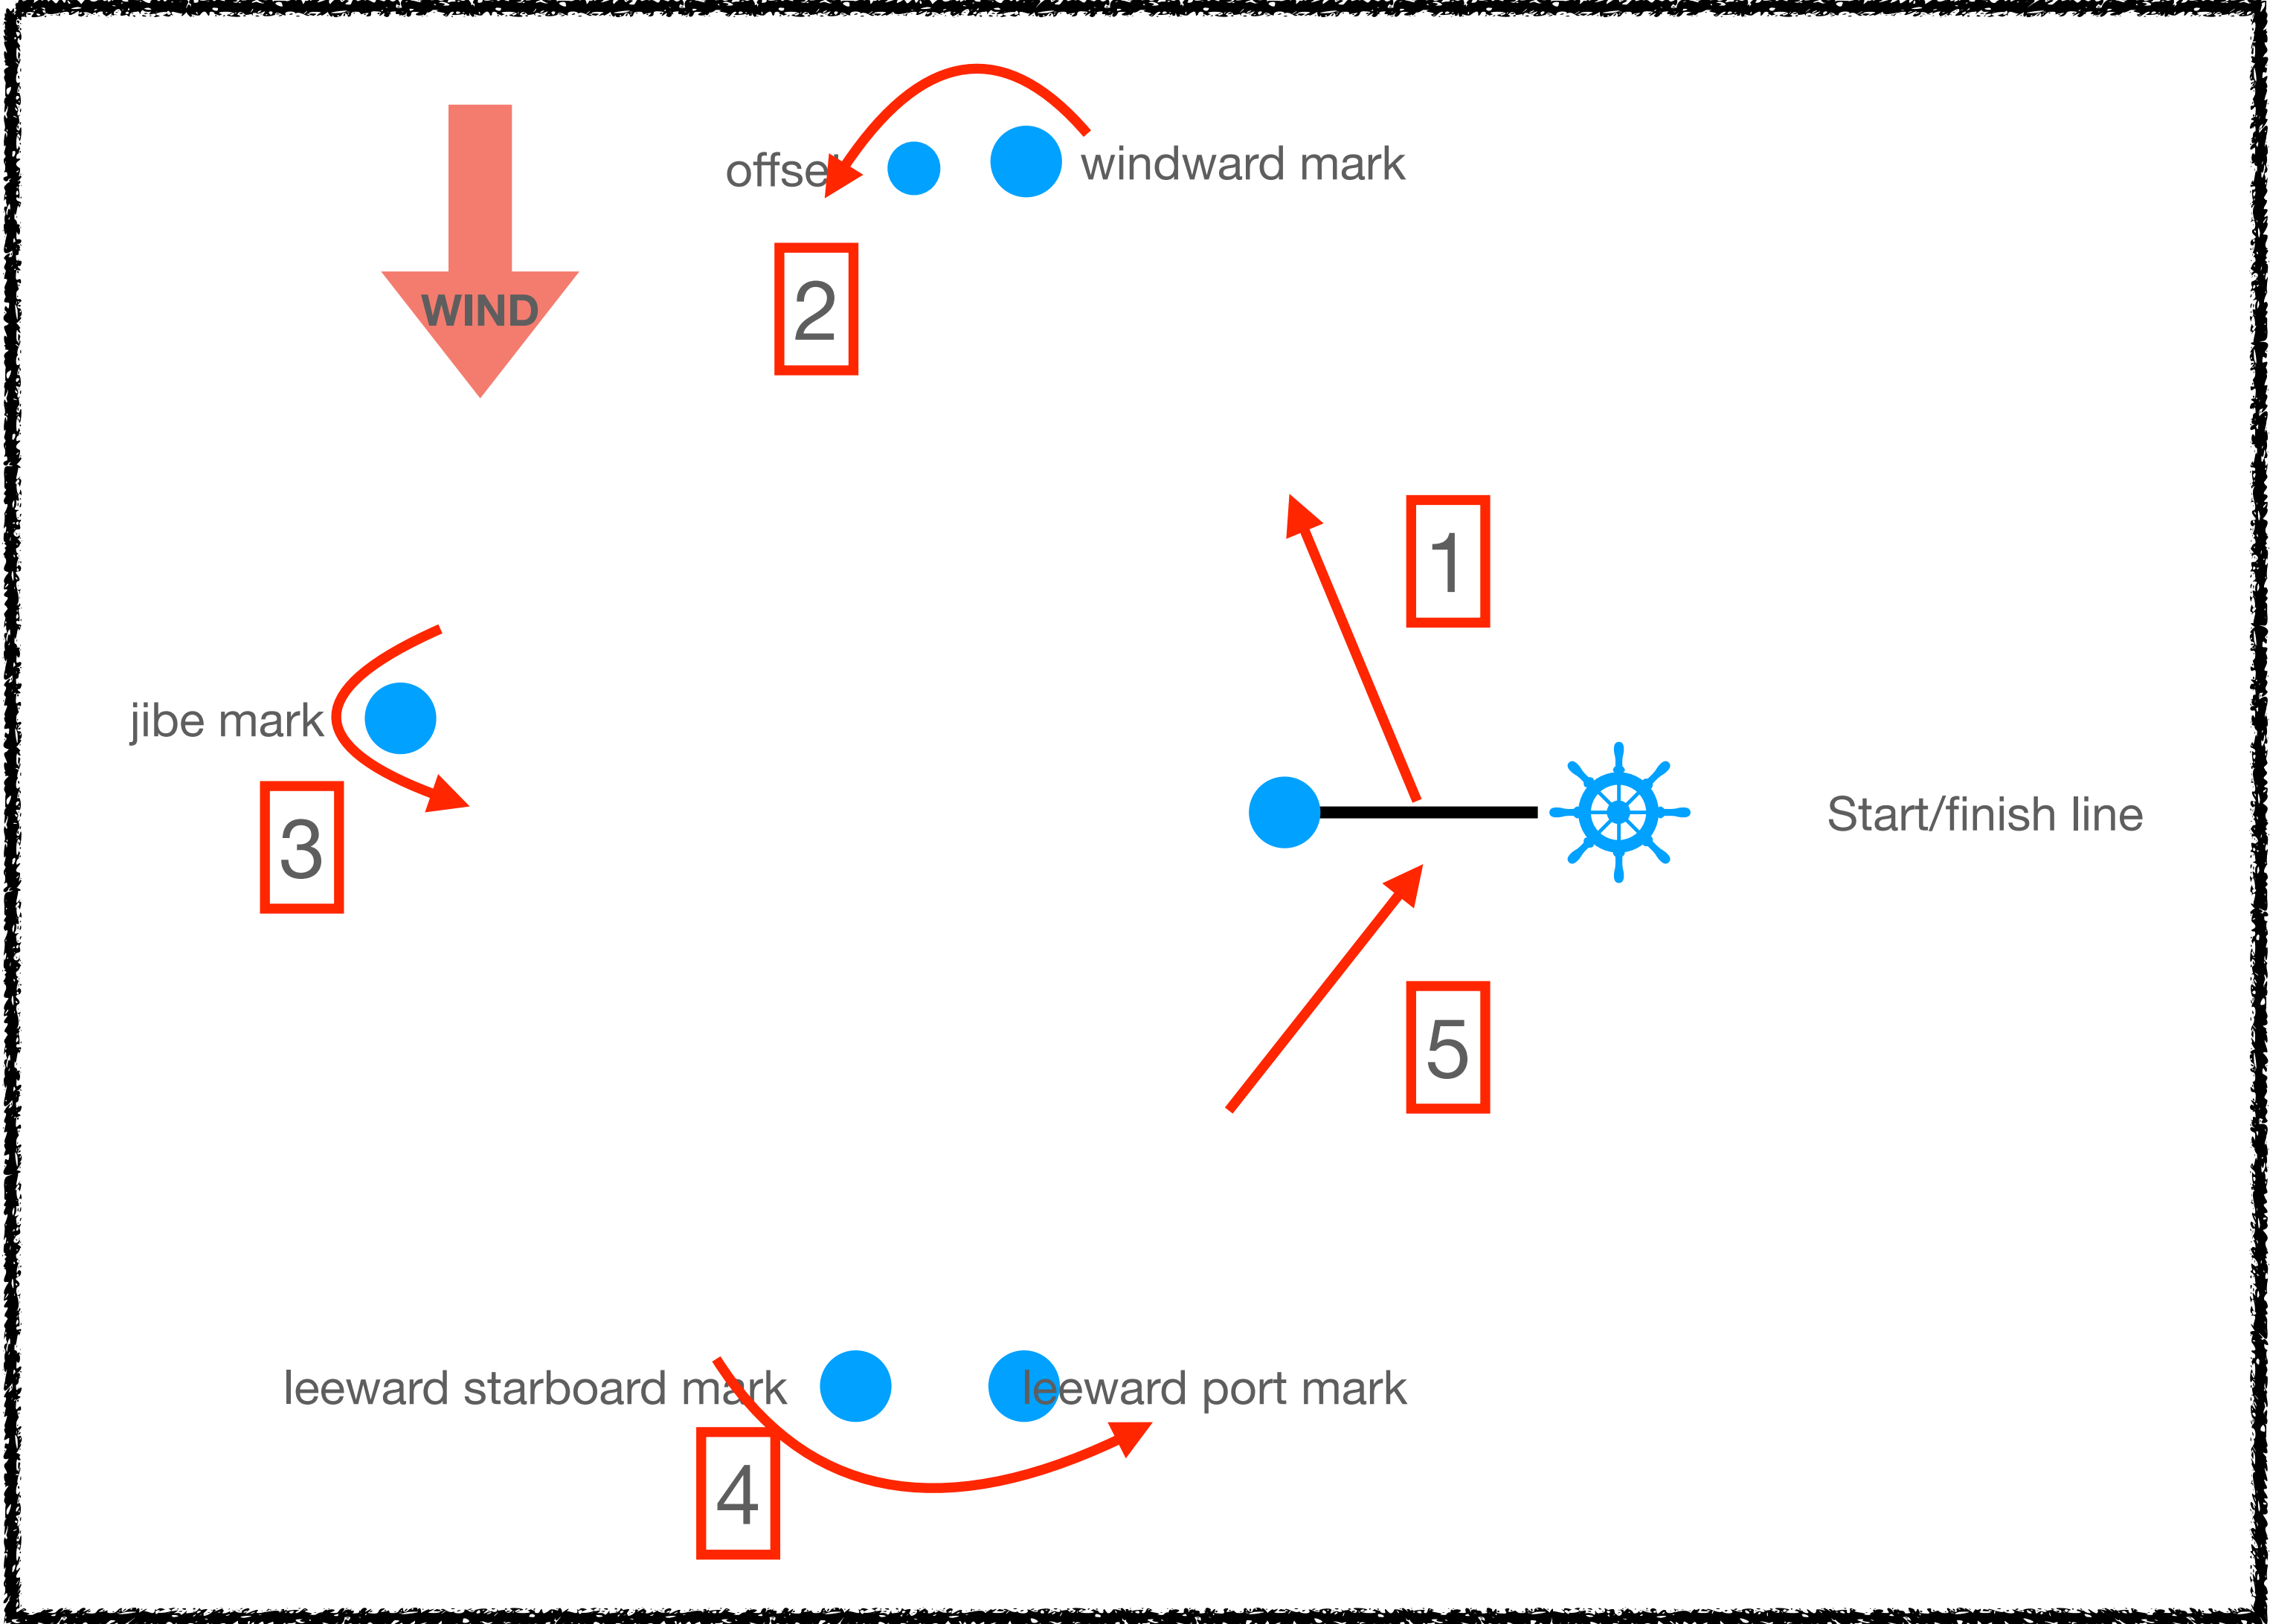 windward mark
WIND
2
1
jibe mark
3
Start/finish line
5
leeward starboard mark
leeward port mark
4